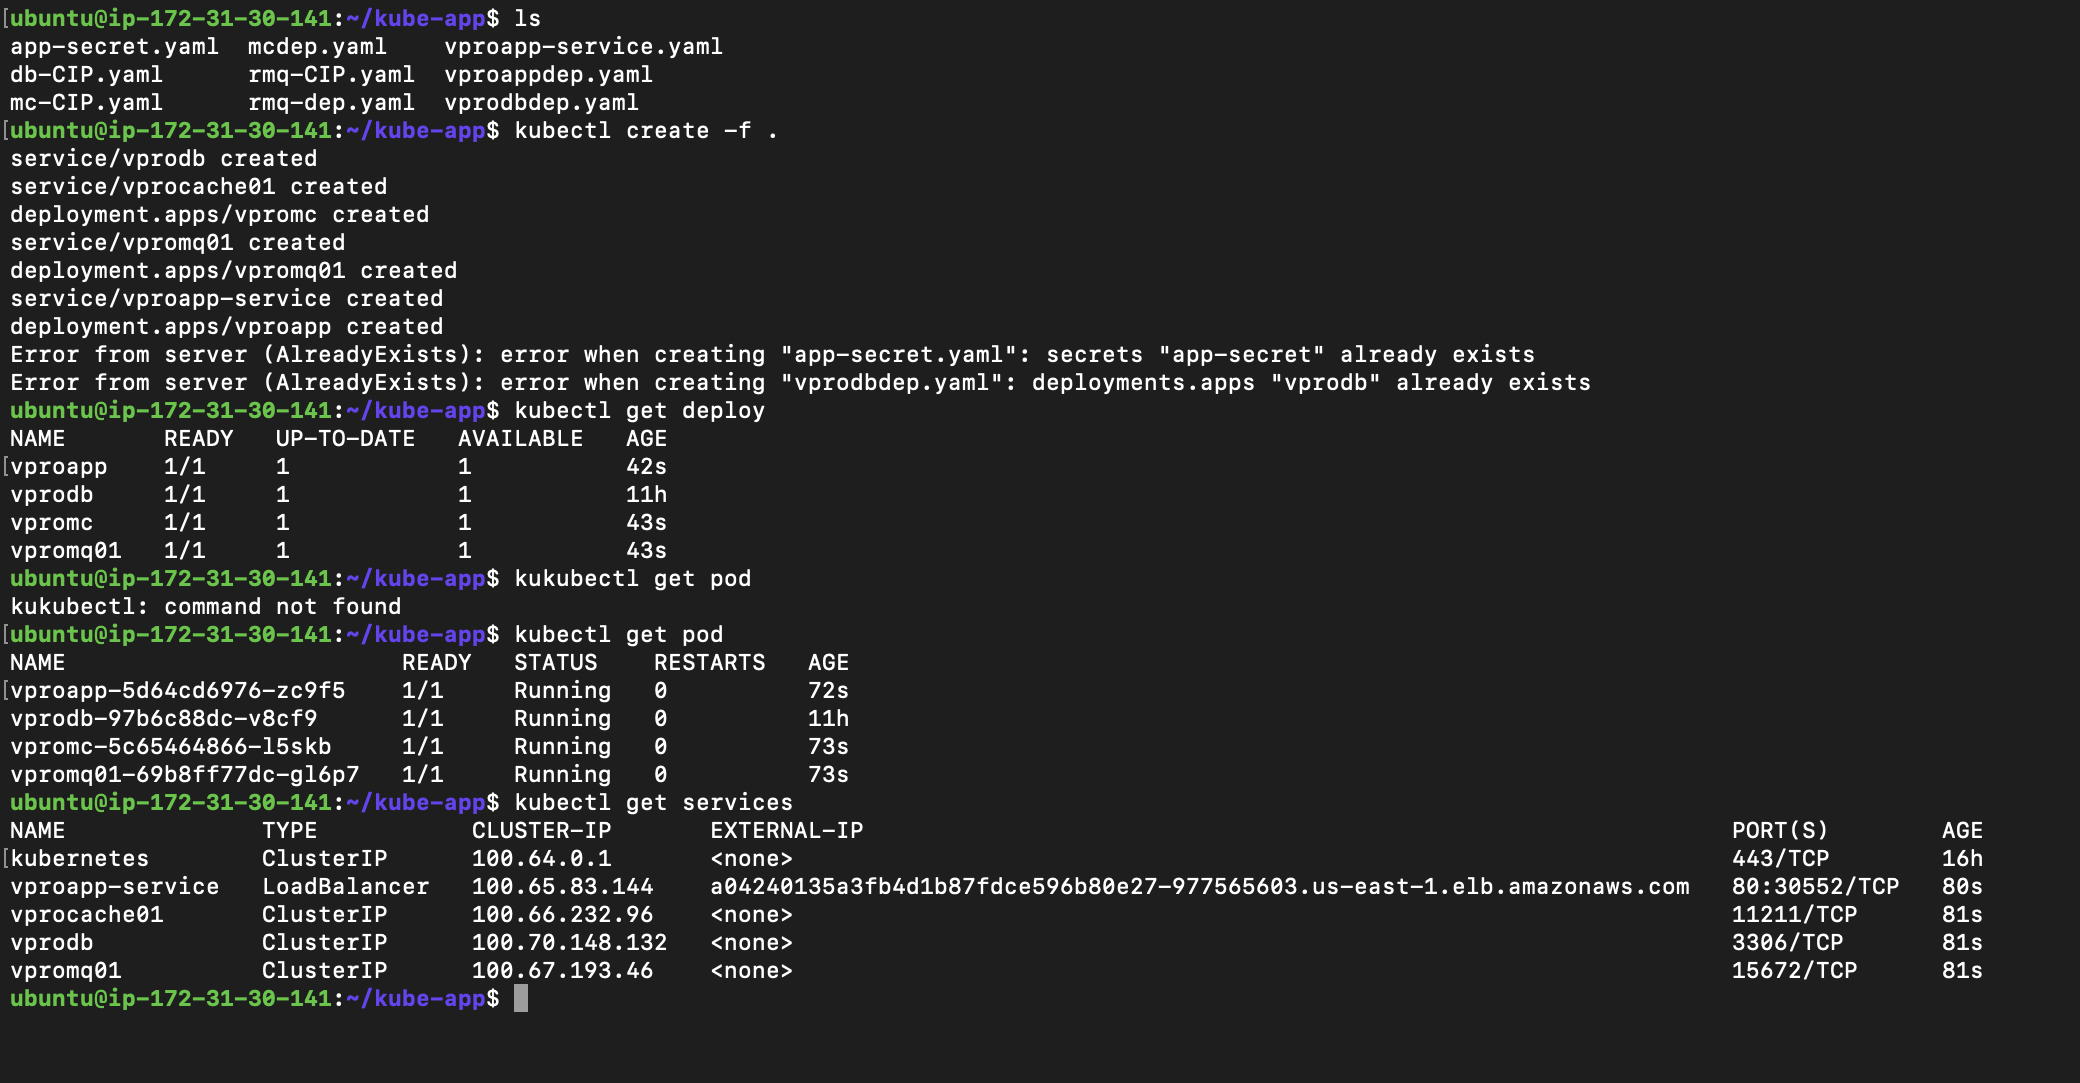 [ubuntu@ip-172-31-30-141:~/kube-app$ ls
app-secret.yaml  mcdep.yaml    vproapp-service.yaml
db-CIP.yaml      rmq-CIP.yaml  vproappdep.yaml
mc-CIP.yaml      rmq-dep.yaml  vprodbdep.yaml
[ubuntu@ip-172-31-30-141:~/kube-app$ kubectl create -f .
service/vprodb created
service/vprocache01 created
deployment.apps/vpromc created
service/vpromq01 created
deployment.apps/vpromq01 created
service/vproapp-service created
deployment.apps/vproapp created
Error from server (AlreadyExists): error when creating "app-secret.yaml": secrets "app-secret" already exists
Error from server (AlreadyExists): error when creating "vprodbdep.yaml": deployments.apps "vprodb" already exists
ubuntu@ip-172-31-30-141:~/kube-app$ kubectl get deploy
NAME       READY   UP-TO-DATE   AVAILABLE   AGE
[vproapp    1/1     1            1           42s
vprodb     1/1     1            1           11h
vpromc     1/1     1            1           43s
vpromq01   1/1     1            1           43s
ubuntu@ip-172-31-30-141:~/kube-app$ kukubectl get pod
kukubectl: command not found
[ubuntu@ip-172-31-30-141:~/kube-app$ kubectl get pod
NAME                        READY   STATUS    RESTARTS   AGE
[vproapp-5d64cd6976-zc9f5    1/1     Running   0          72s
vprodb-97b6c88dc-v8cf9      1/1     Running   0          11h
vpromc-5c65464866-l5skb     1/1     Running   0          73s
vpromq01-69b8ff77dc-gl6p7   1/1     Running   0          73s
ubuntu@ip-172-31-30-141:~/kube-app$ kubectl get services
NAME              TYPE           CLUSTER-IP       EXTERNAL-IP                                                              PORT(S)        AGE
[kubernetes        ClusterIP      100.64.0.1       <none>                                                                   443/TCP        16h
vproapp-service   LoadBalancer   100.65.83.144    a04240135a3fb4d1b87fdce596b80e27-977565603.us-east-1.elb.amazonaws.com   80:30552/TCP   80s
vprocache01       ClusterIP      100.66.232.96    <none>                                                                   11211/TCP      81s
vprodb            ClusterIP      100.70.148.132   <none>                                                                   3306/TCP       81s
vpromq01          ClusterIP      100.67.193.46    <none>                                                                   15672/TCP      81s
ubuntu@ip-172-31-30-141:~/kube-app$